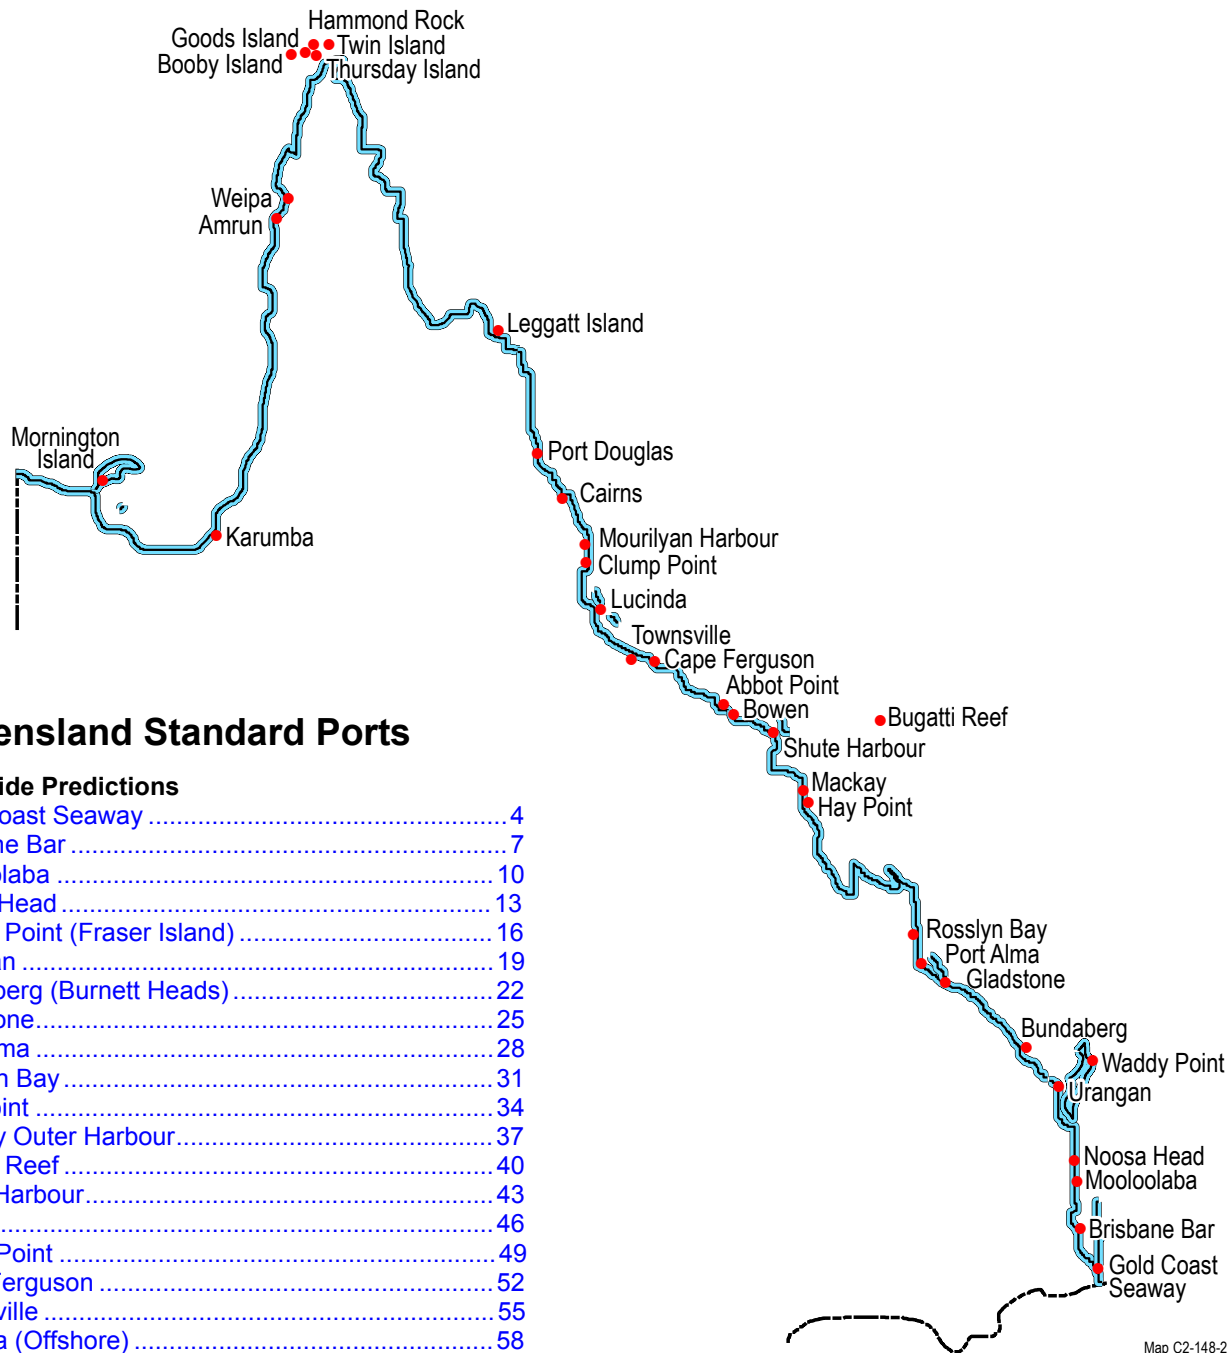 Hammond Rock
Goods Island
Twin Island
Booby Island
Thursday Island
Weipa
Amrun
Leggatt Island
Mornington
Island
Port Douglas
Cairns
Karumba
Mourilyan Harbour
Clump Point
Lucinda
Townsville
Cape Ferguson
Abbot Point
Bowen
Bugatti Reef
Shute Harbour
Mackay
Hay Point
Rosslyn Bay
Port Alma
Gladstone
Bundaberg
Waddy Point
Urangan
Noosa Head
Mooloolaba
Brisbane Bar
Gold Coast
Seaway
ensland Standard Ports
ide Predictions
oast Seaway 4
ne Bar 7
laba 10
Head 13
Point (Fraser Island) 16
an 19
berg (Burnett Heads) 22
one 25
ma 28
n Bay 31
int 34
y Outer Harbour 37
Reef 40
Harbour 43
46
Point 49
erguson 52
ville 55
a (Offshore) 58
Map C2-148-2